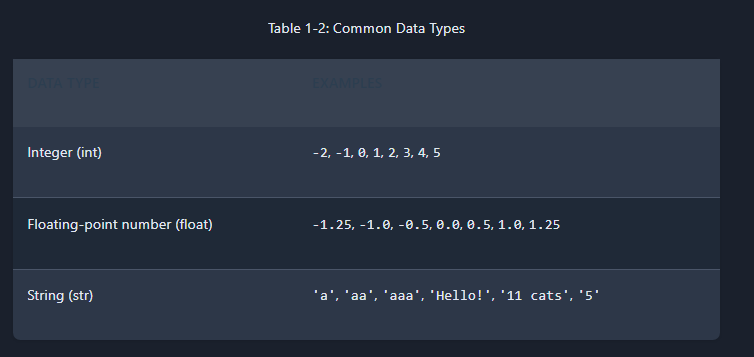 Table 1-2: Common Data Types
DATA TYPE EXAMPLES
Integer (int) -2, -1, 0, 1, 2, 3, 4, 5
Floating-point number (float) -1.25, -1.0, -0.5, 0.0, 0.5, 1.0, 1.25
String (str) 'a', 'aa', 'aaa', 'Hello!', '11 cats', '5'